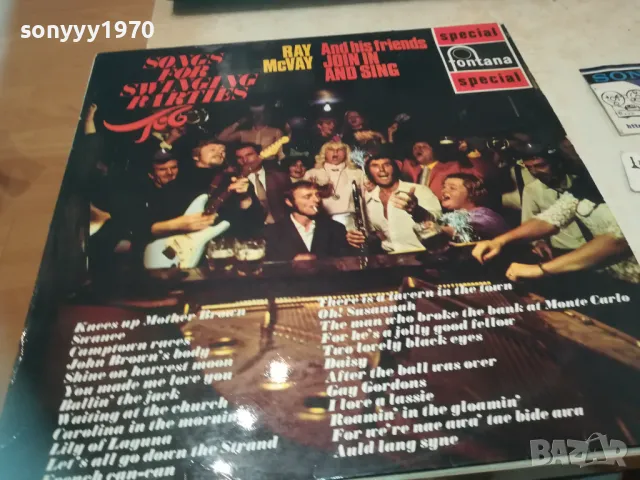 sonyyy1970
SONGS
FOR
SWINGING
PARTIES
RAY
McVAY
And his friends
JOIN IN
AND SING
special
fontana
special
SON
Knees up Mother Brown
Swanee
Camptown races
John Brown's body
Shine on harvest moon
You made me love you
Ballin' the jack
Waiting at the church
Carolina in the morning
Lily of Laguna
Let's all go down the Strand
French can-can
There is a tavern in the town
Oh! Susannah
The man who broke the bank at Monte Carlo
For he's a jolly good fellow
Two lovely black eyes
Daisy
After the ball was over
Gay Gordons
I love a lassie
Roamin' in the gloamin'
For we're nae awa' tae bide awa
Auld lang syne
BAZAR
bg